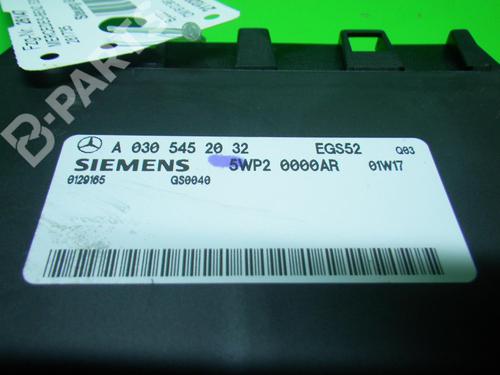 A 030 545 20 32 EGS52 Q03
SIEMENS 5WP2 0000AR 01W17
0129165 GS0040
B-PARTS